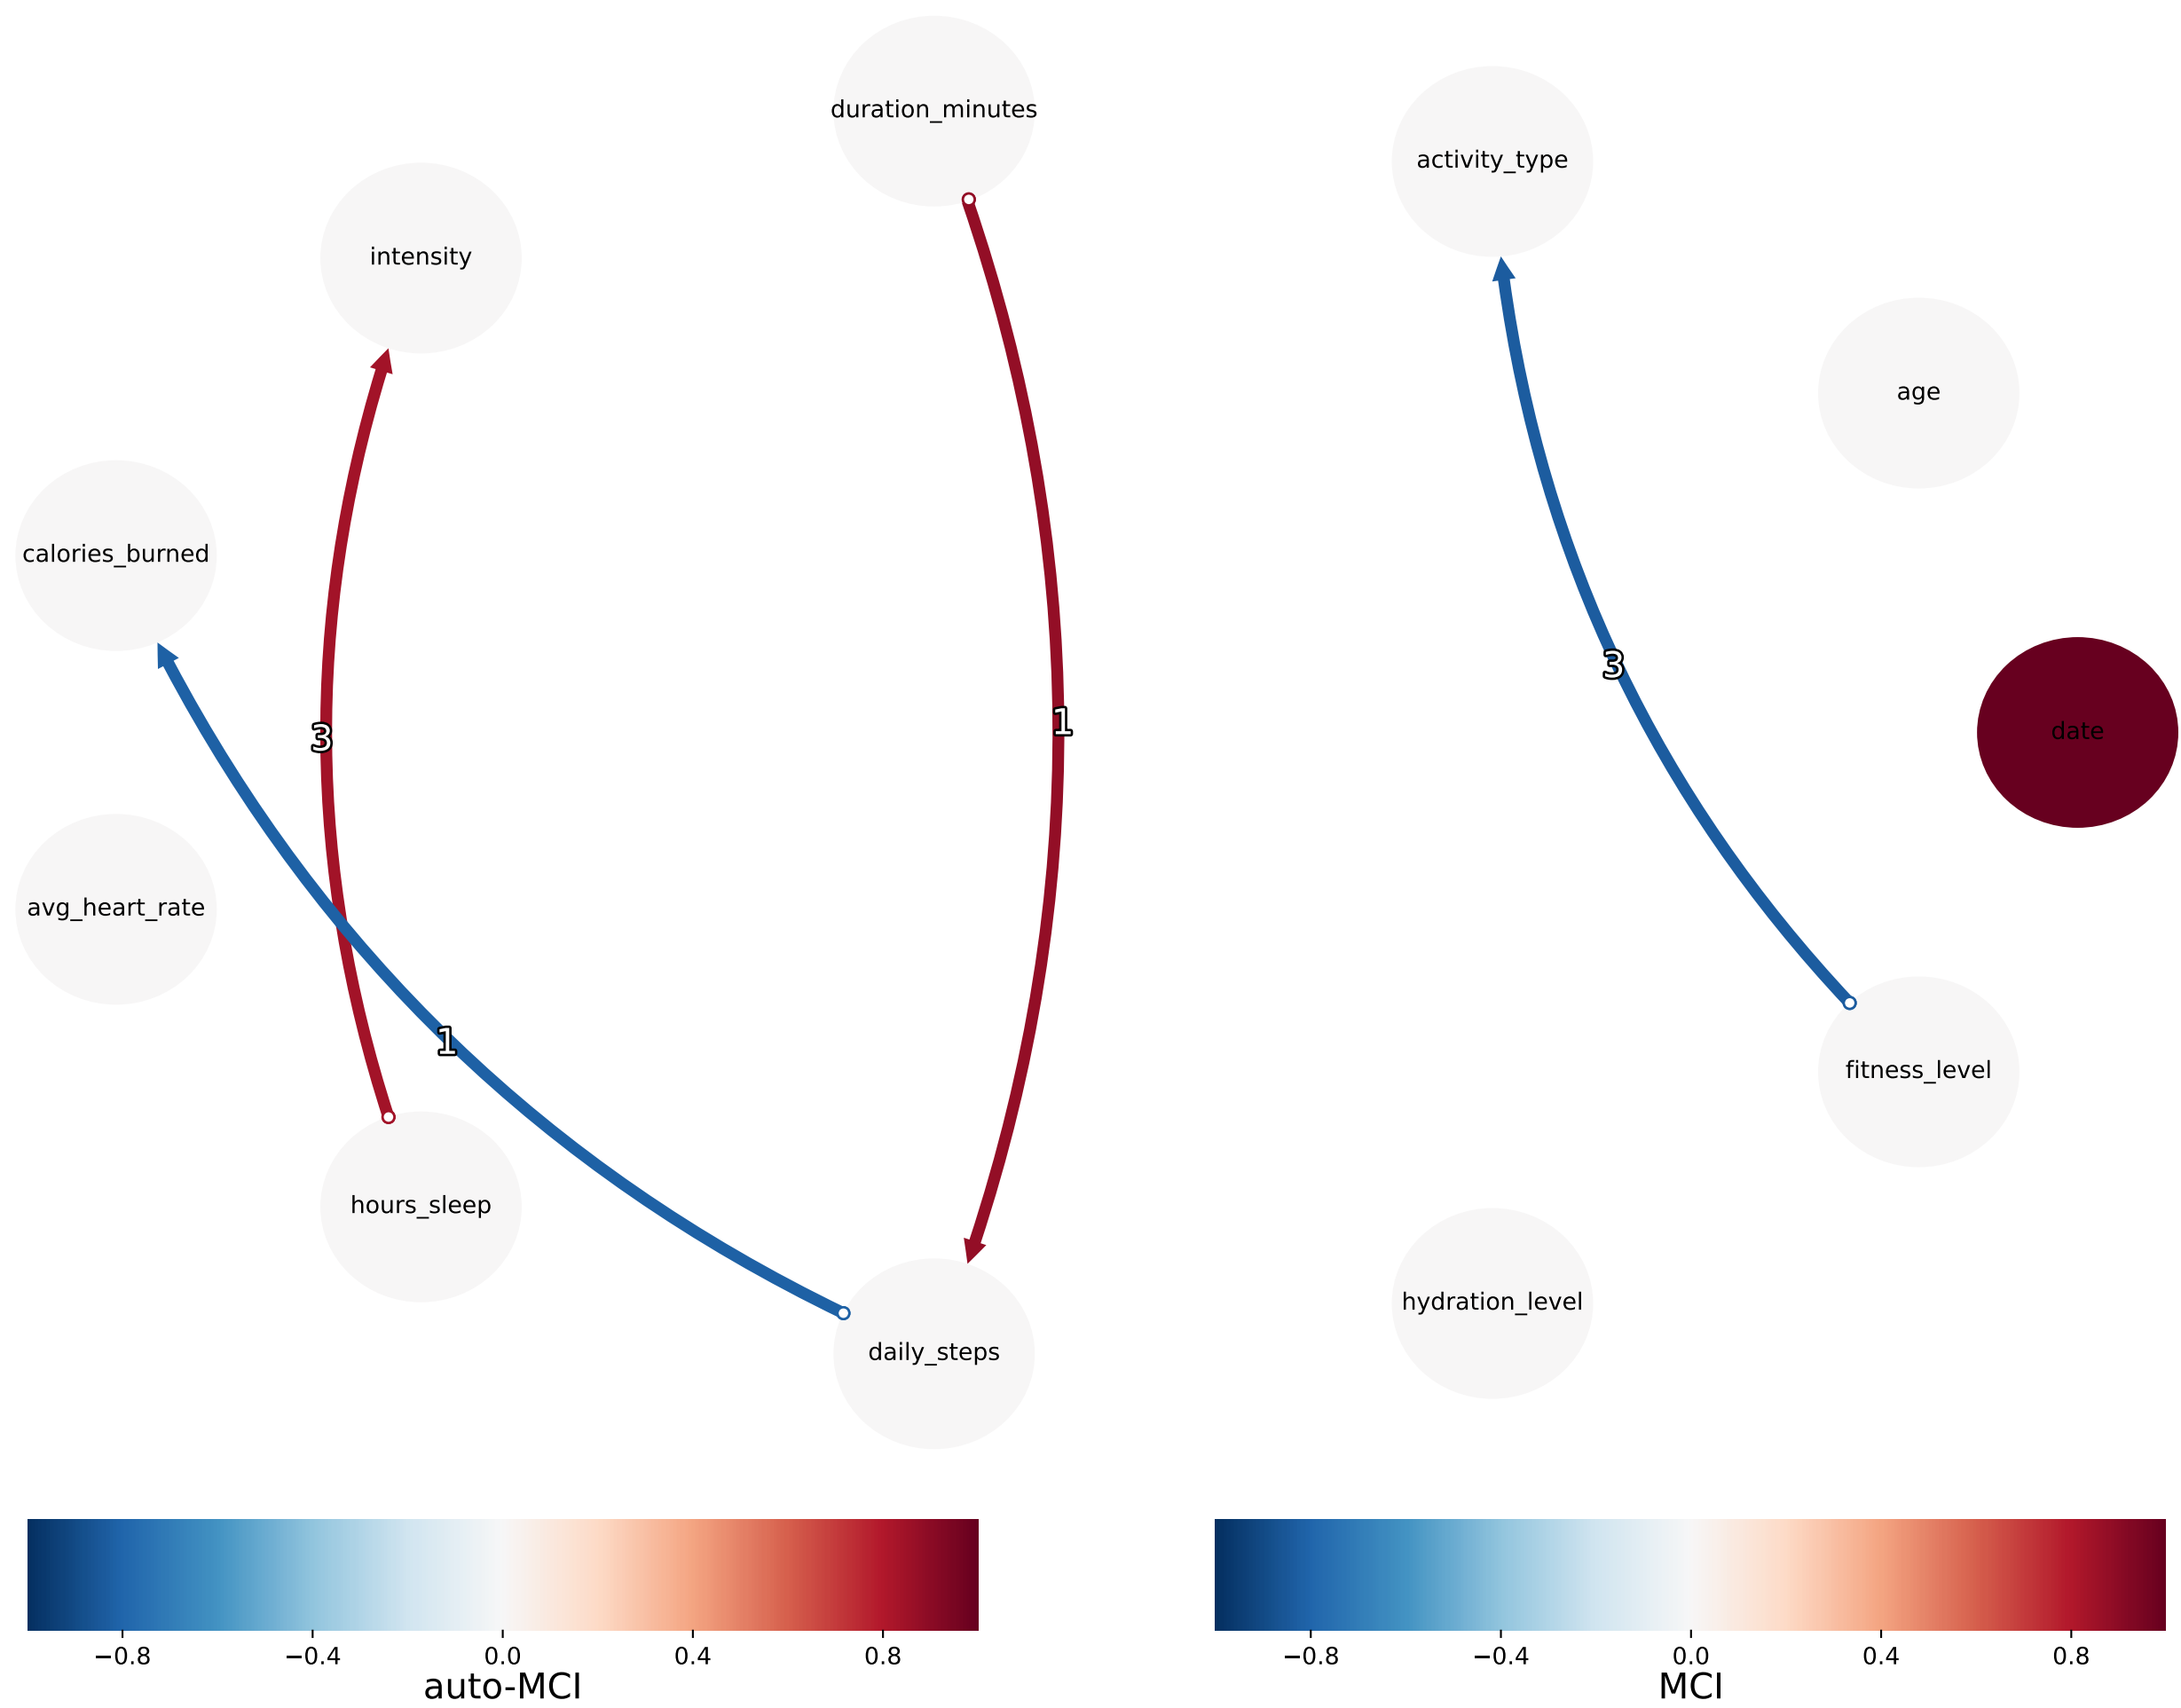 duration_minutes
activity_type
intensity
age
calories_burned
3
1
3
date
avg_heart_rate
1
fitness_level
hours_sleep
hydration_level
daily_steps
−0.8 −0.4 0.0 0.4 0.8
auto-MCI
−0.8 −0.4 0.0 0.4 0.8
MCI